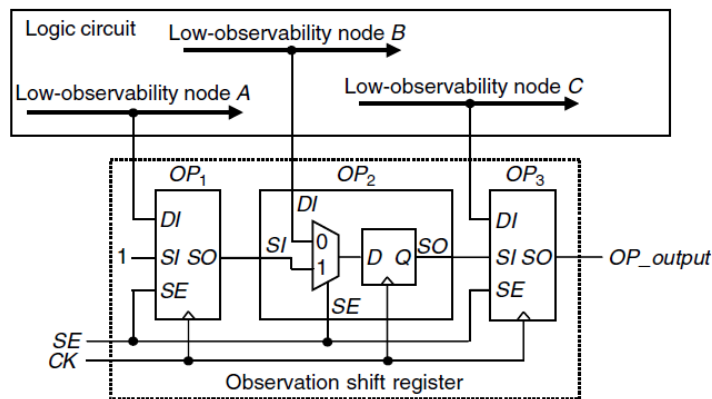 Logic circuit
Low-observability node B
Low-observability node A
Low-observability node C
OP1
OP2
OP3
DI
DI
DI
SI
0
1
SI SO
D Q
SO
SI SO
OP_output
1
SE
SE
SE
SE
CK
Observation shift register